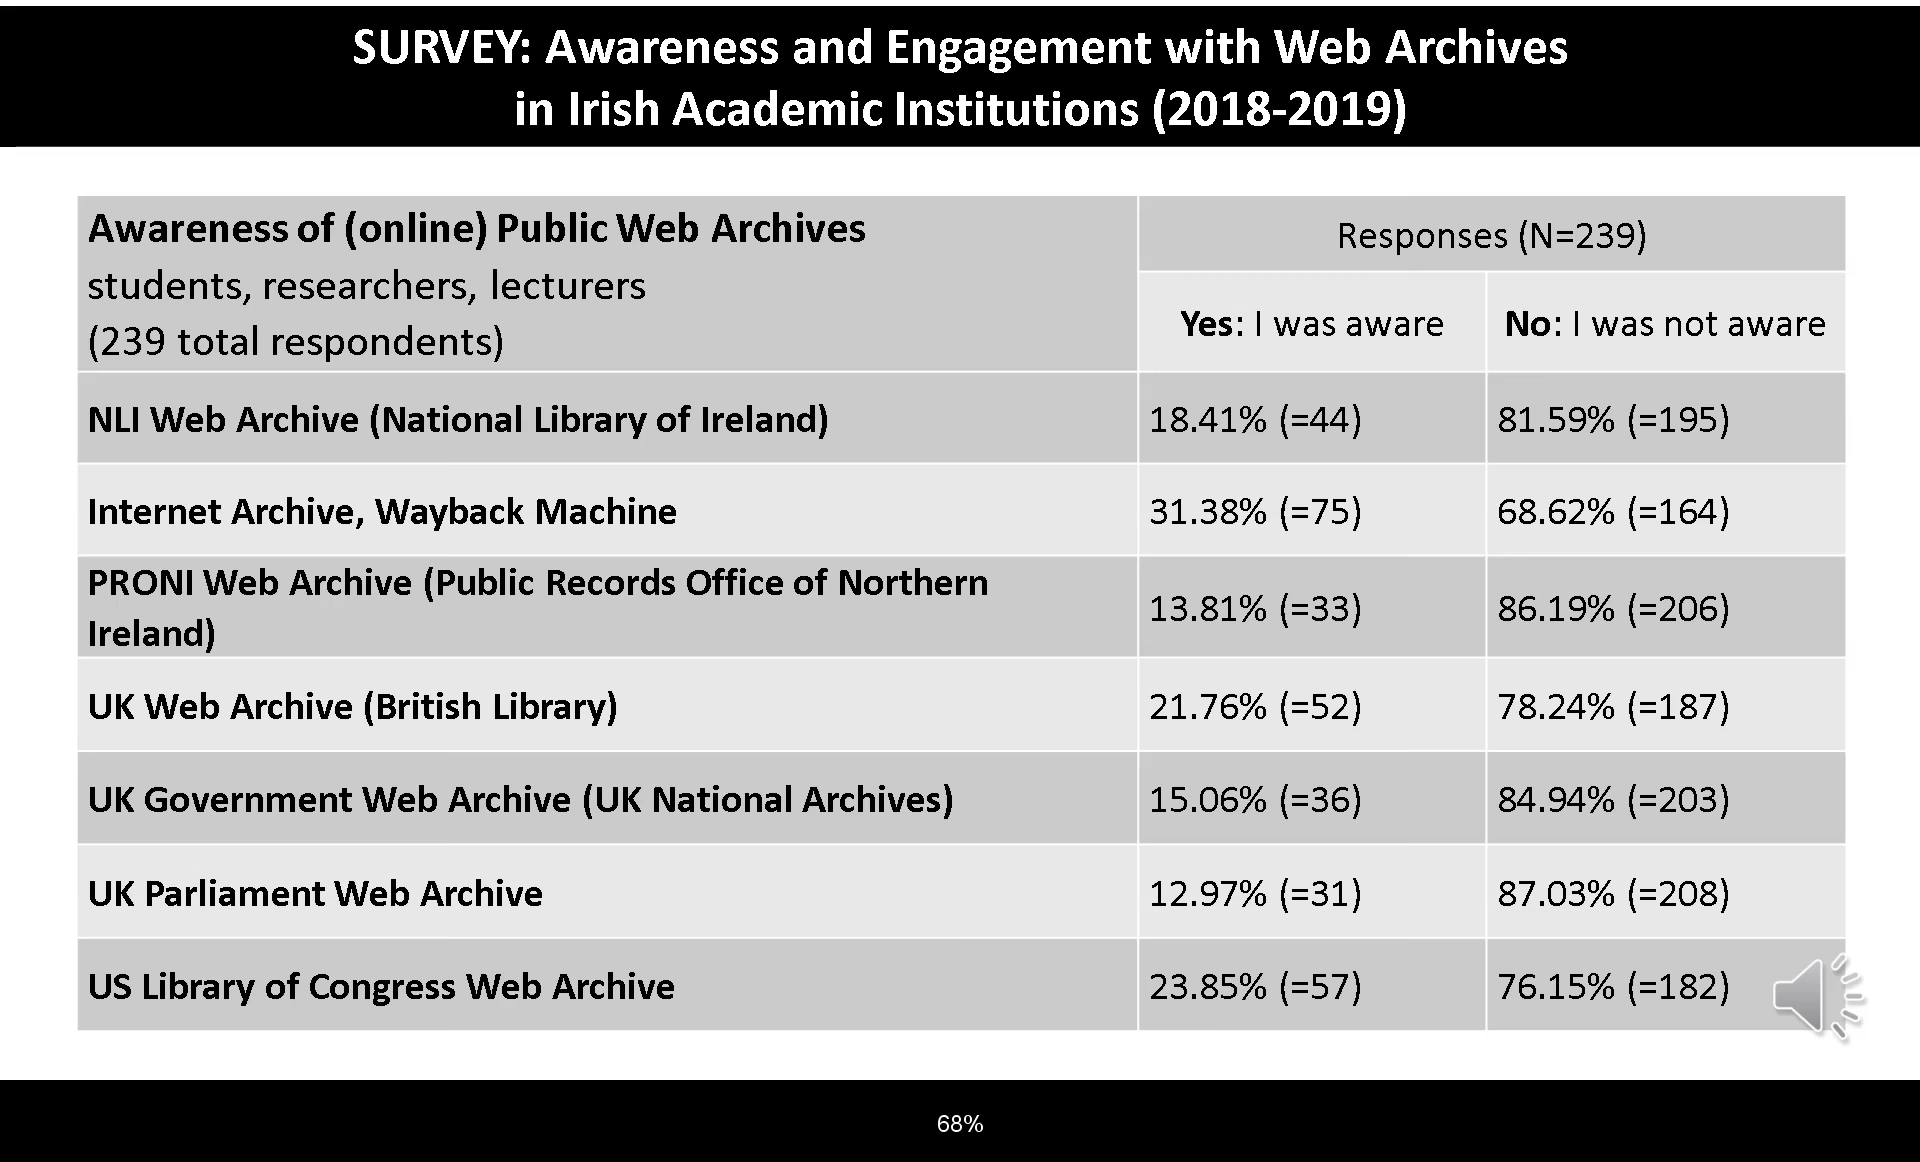 SURVEY: Awareness and Engagement with Web Archives
in Irish Academic Institutions (2018-2019)
Awareness of (online) Public Web Archives
students, researchers, lecturers
(239 total respondents)
Responses (N=239)
Yes: I was aware
No: I was not aware
NLI Web Archive (National Library of Ireland)
18.41% (=44)
81.59% (=195)
Internet Archive, Wayback Machine
31.38% (=75)
68.62% (=164)
PRONI Web Archive (Public Records Office of Northern
Ireland)
13.81% (=33)
86.19% (=206)
UK Web Archive (British Library)
21.76% (=52)
78.24% (=187)
UK Government Web Archive (UK National Archives)
15.06% (=36)
84.94% (=203)
UK Parliament Web Archive
12.97% (=31)
87.03% (=208)
US Library of Congress Web Archive
23.85% (=57)
76.15% (=182)
68%